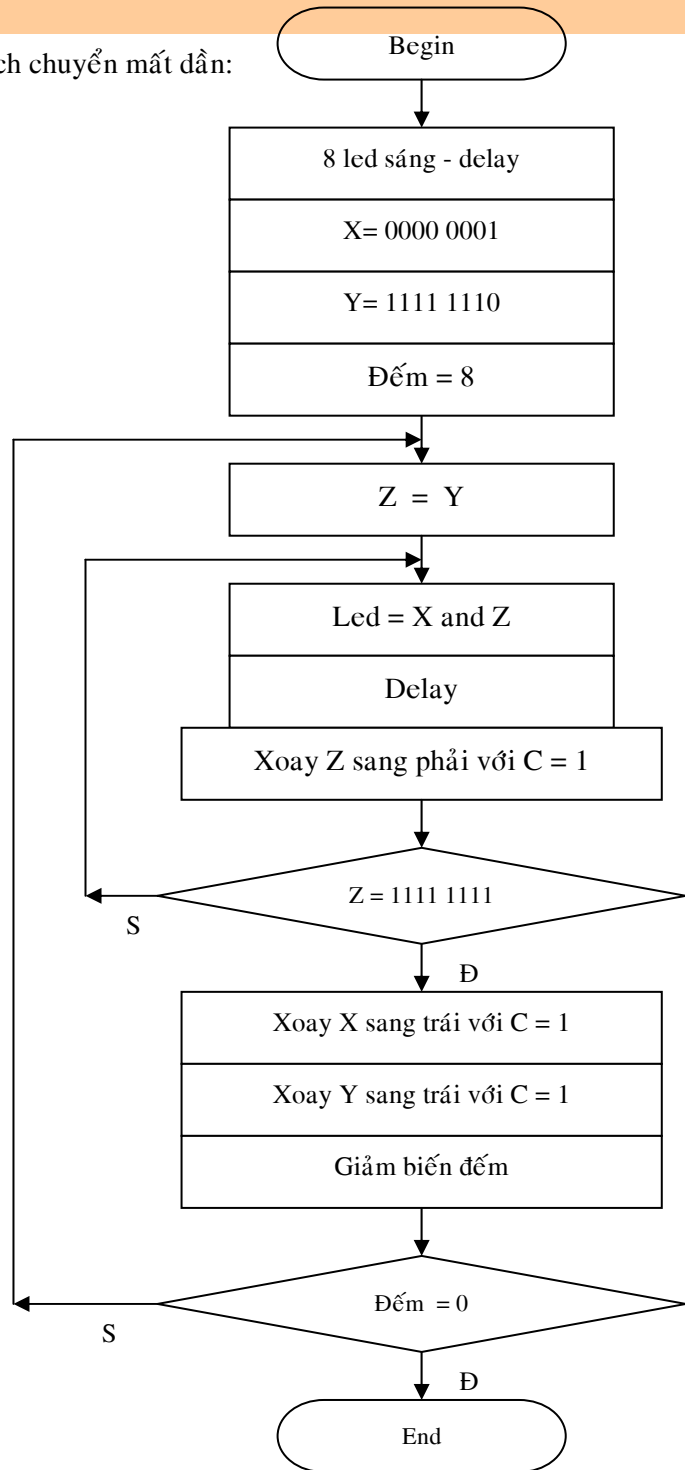 ch chuyển mất dần:
Begin
8 led sáng - delay
X= 0000 0001
Y= 1111 1110
Đếm = 8
Z = Y
Led = X and Z
Delay
Xoay Z sang phải với C = 1
Z = 1111 1111
S
Đ
Xoay X sang trái với C = 1
Xoay Y sang trái với C = 1
Giảm biến đếm
Đếm = 0
S
Đ
End